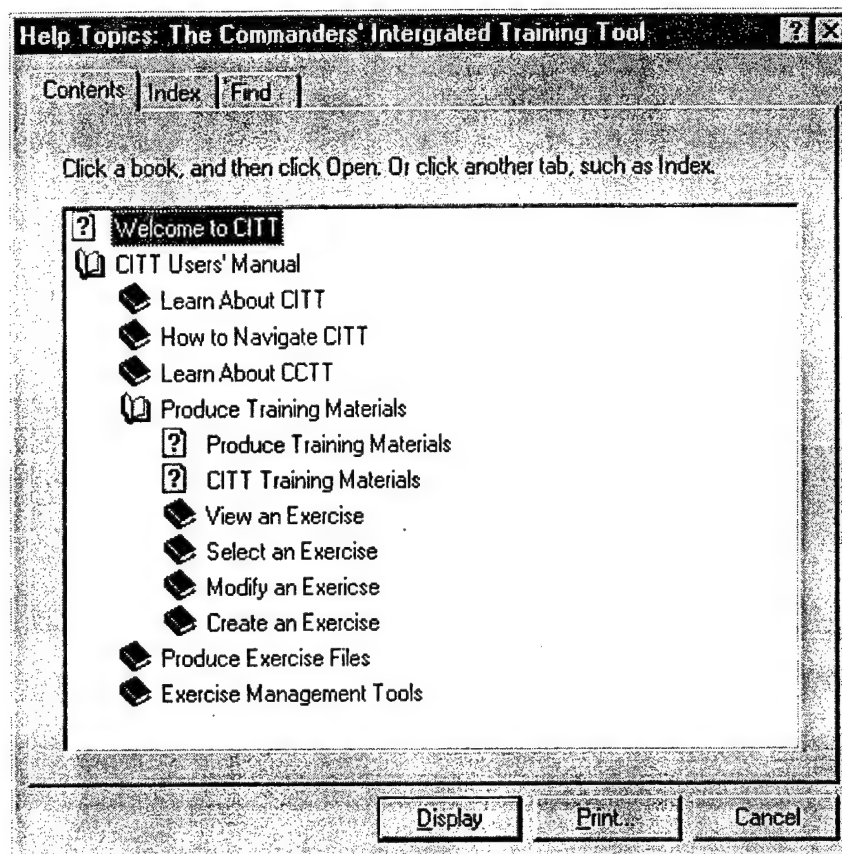 Help Topics: The Commanders' Intergrated Training Tool
Contents Index Find
Click a book, and then click Open. Or click another tab, such as Index.
Welcome to CITT
CITT Users' Manual
Learn About CITT
How to Navigate CITT
Learn About CCTT
Produce Training Materials
Produce Training Materials
CITT Training Materials
View an Exercise
Select an Exercise
Modify an Exericse
Create an Exercise
Produce Exercise Files
Exercise Management Tools
Display Print... Cancel